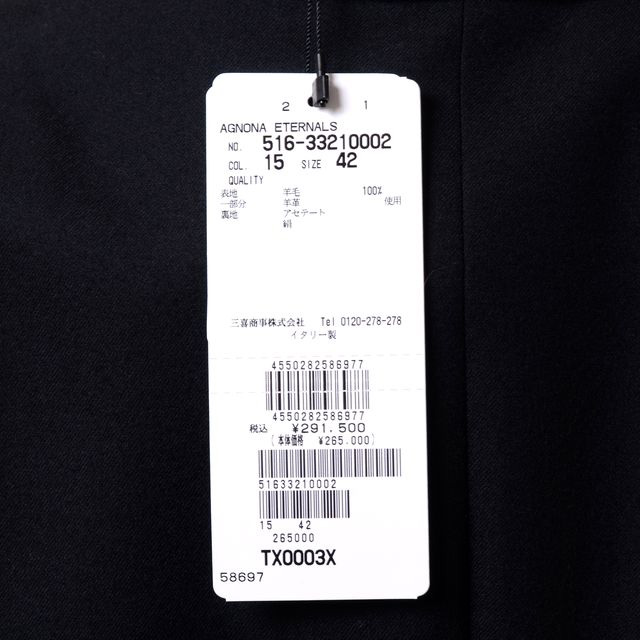 2 1
AGNONA ETERNALS
NO. 516-33210002
COL. 15 SIZE 42
QUALITY
表地 羊毛 100%
一部分 羊革 使用
裏地 アセテート
絹
三喜商事株式会社 Tel 0120-278-278
イタリー製
4550282586977
4550282586977
税込 ¥291.500
(本体価格 ¥265.000)
51633210002
15 42
265000
TX0003X
58697